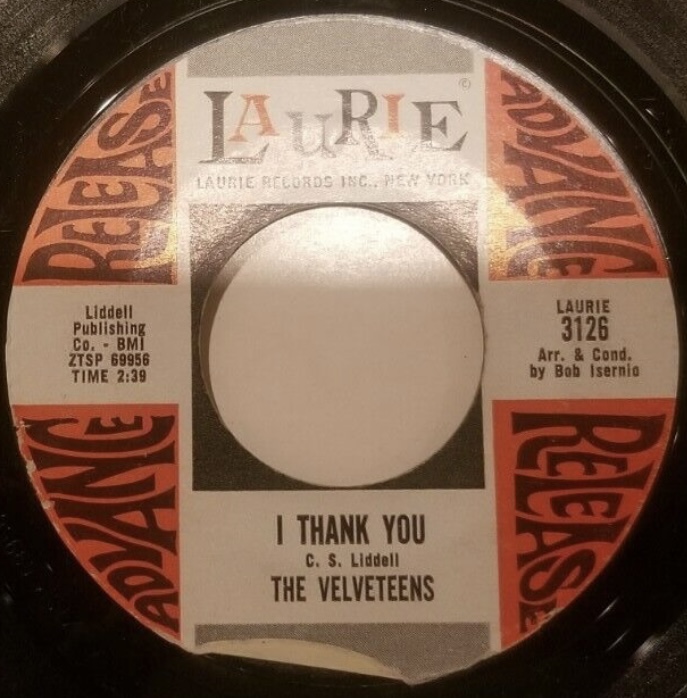 RELEASE
ADVANCE
LAURIE
©
LAURIE RECORDS INC., NEW YORK
Liddell
Publishing
Co. - BMI
ZTSP 69956
TIME 2:39
LAURIE
3126
Arr. & Cond.
by Bob Isernio
ADVANCE
RELEASE
I THANK YOU
C. S. Liddell
THE VELVETEENS